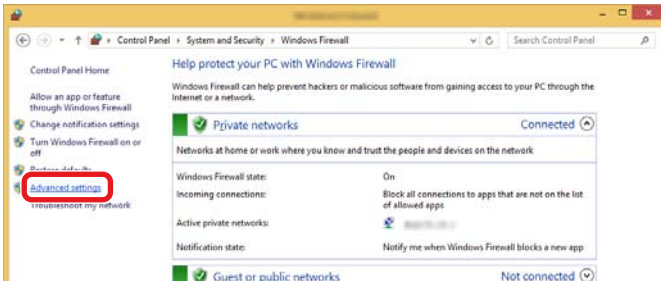 Control Panel ▸ System and Security ▸ Windows Firewall
Search Control Panel
Control Panel Home
Allow an app or feature
through Windows Firewall
Change notification settings
Turn Windows Firewall on or
off
Restore defaults
Advanced settings
Troubleshoot my network
Help protect your PC with Windows Firewall
Windows Firewall can help prevent hackers or malicious software from gaining access to your PC through the
Internet or a network.
Private networks Connected
Networks at home or work where you know and trust the people and devices on the network
Windows Firewall state: On
Incoming connections: Block all connections to apps that are not on the list
of allowed apps
Active private networks:
Notification state: Notify me when Windows Firewall blocks a new app
Guest or public networks Not connected